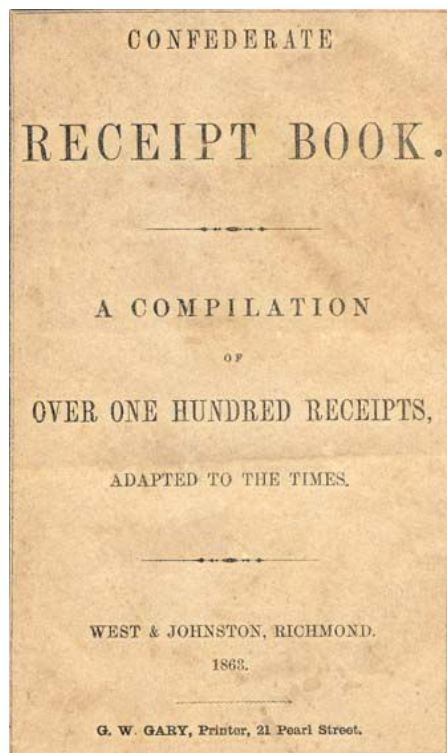 CONFEDERATE
RECEIPT BOOK.
A COMPILATION
OF
OVER ONE HUNDRED RECEIPTS,
ADAPTED TO THE TIMES.
WEST & JOHNSTON, RICHMOND.
1863.
G. W. GARY, Printer, 21 Pearl Street.